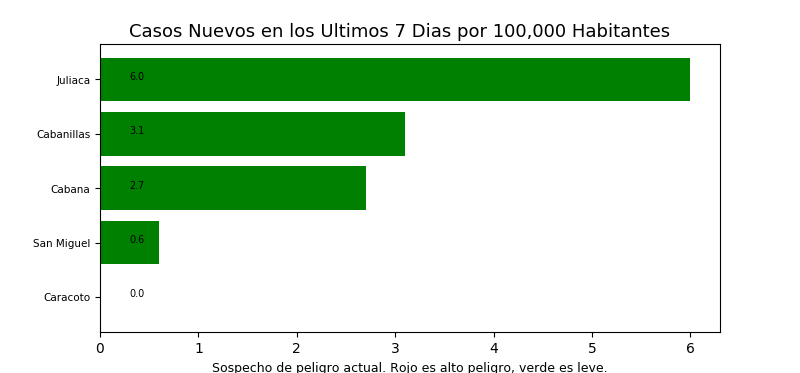 Casos Nuevos en los Ultimos 7 Dias por 100,000 Habitantes
Juliaca 6.0
Cabanillas 3.1
Cabana 2.7
San Miguel 0.6
Caracoto 0.0
0 1 2 3 4 5 6
Sospecho de peligro actual. Rojo es alto peligro, verde es leve.